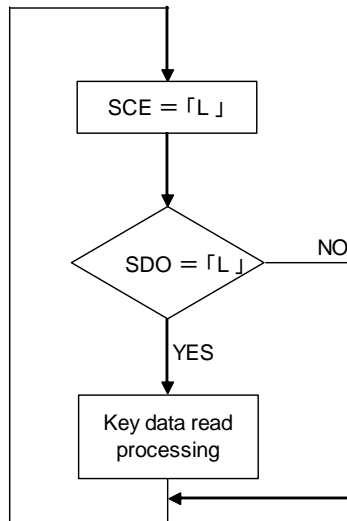 SCE = 「L」
SDO = 「L」
NO
YES
Key data read
processing